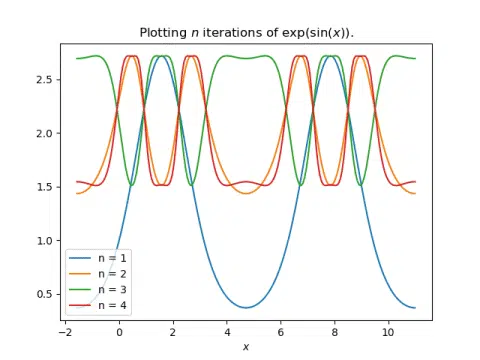 Plotting n iterations of exp(sin(x)).
2.5
2.0
1.5
1.0
0.5
n = 1
n = 2
n = 3
n = 4
−2 0 2 4 6 8 10
x